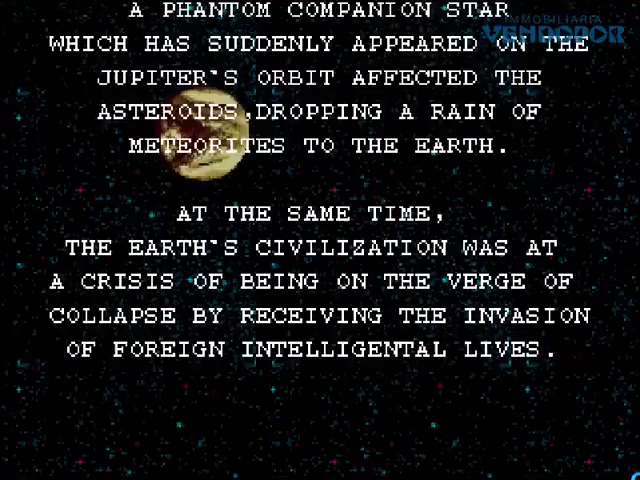 A PHANTOM COMPANION STAR
IMMOBILIARIA
VENDOPOR
WHICH HAS SUDDENLY APPEARED ON THE
JUPITER'S ORBIT AFFECTED THE
ASTEROIDS,DROPPING A RAIN OF
METEORITES TO THE EARTH.
AT THE SAME TIME,
THE EARTH'S CIVILIZATION WAS AT
A CRISIS OF BEING ON THE VERGE OF
COLLAPSE BY RECEIVING THE INVASION
OF FOREIGN INTELLIGENTAL LIVES.